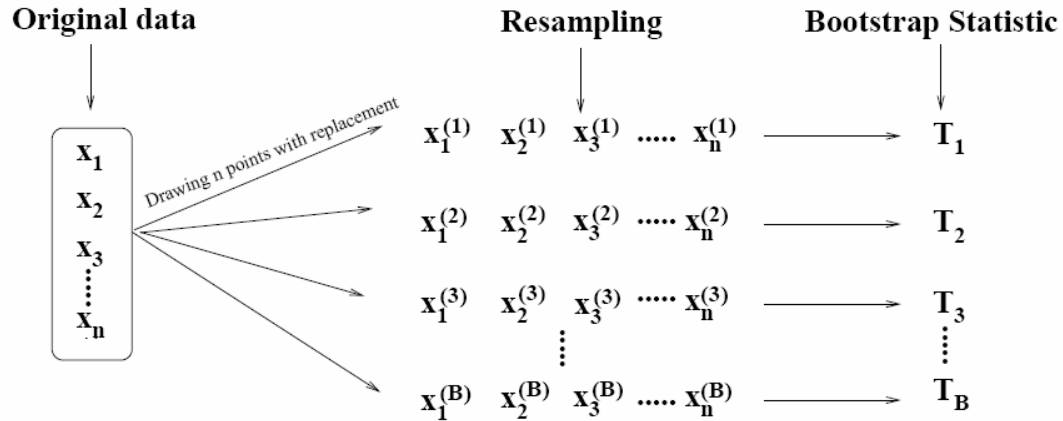 Original data Resampling Bootstrap Statistic
Drawing n points with replacement
x₁
x₂
x₃
......
xₙ
x₁⁽¹⁾ x₂⁽¹⁾ x₃⁽¹⁾ ..... xₙ⁽¹⁾ T₁
x₁⁽²⁾ x₂⁽²⁾ x₃⁽²⁾ ..... xₙ⁽²⁾ T₂
x₁⁽³⁾ x₂⁽³⁾ x₃⁽³⁾ ..... xₙ⁽³⁾ T₃
..... .....
x₁⁽ᴮ⁾ x₂⁽ᴮ⁾ x₃⁽ᴮ⁾ ..... xₙ⁽ᴮ⁾ T_B